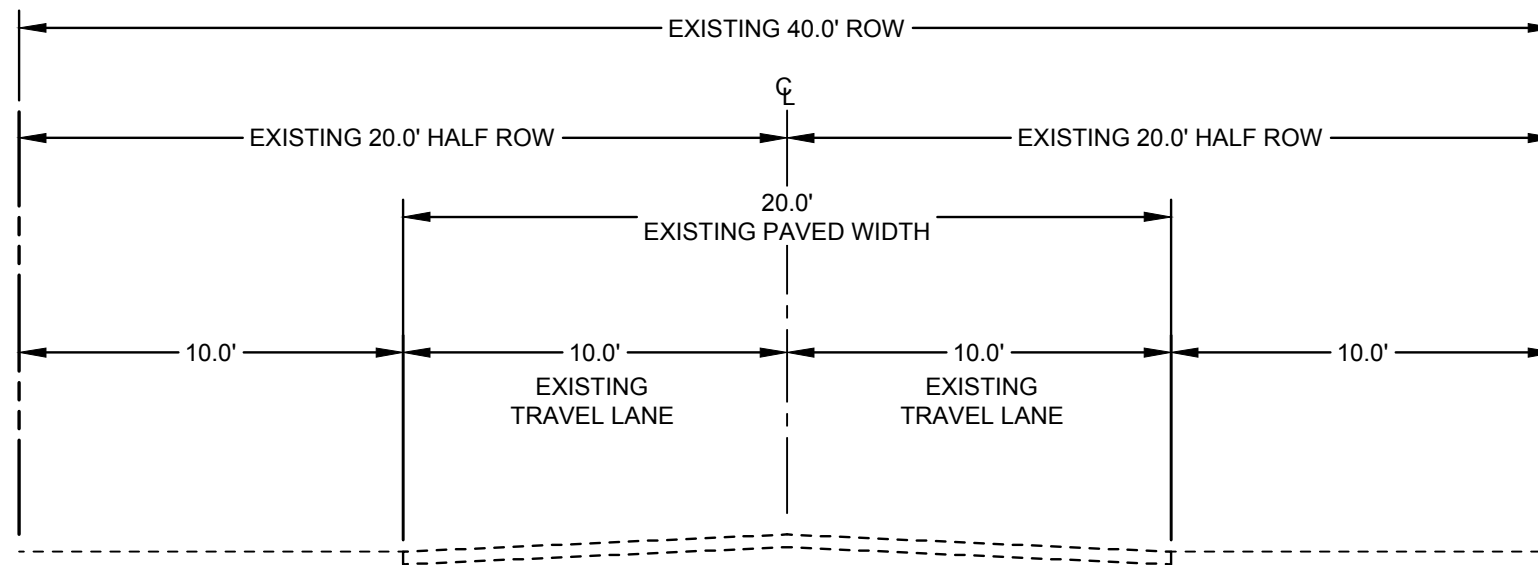 EXISTING 40.0' ROW
℄
EXISTING 20.0' HALF ROW
EXISTING 20.0' HALF ROW
20.0'
EXISTING PAVED WIDTH
10.0'
10.0'
10.0'
10.0'
EXISTING
TRAVEL LANE
EXISTING
TRAVEL LANE